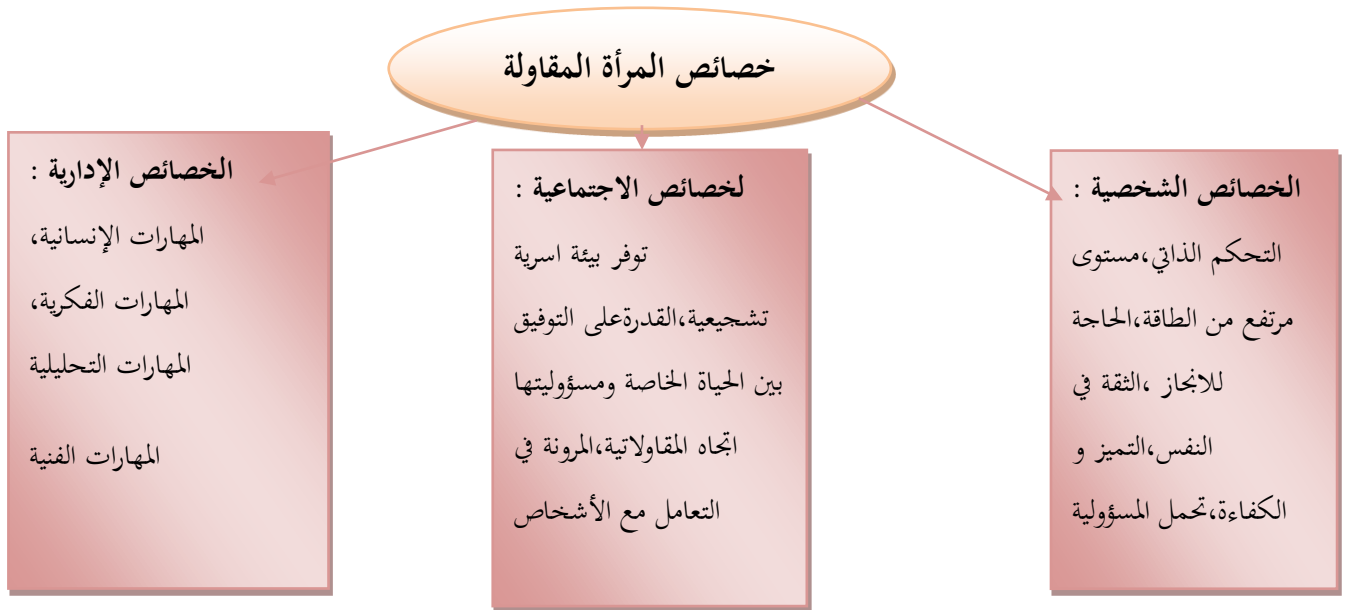 خصائص المرأة المقاولة
الخصائص الشخصية :
التحكم الذاتي،مستوى
مرتفع من الطاقة،الحاجة
للانجاز ،الثقة في
النفس،التميز و
الكفاءة،تحمل المسؤولية
لخصائص الاجتماعية :
توفر بيئة اسرية
تشجيعية،القدرةعلى التوفيق
بين الحياة الخاصة ومسؤوليتها
اتجاه المقاولاتية،المرونة في
التعامل مع الأشخاص
الخصائص الإدارية :
المهارات الإنسانية،
المهارات الفكرية،
المهارات التحليلية
المهارات الفنية